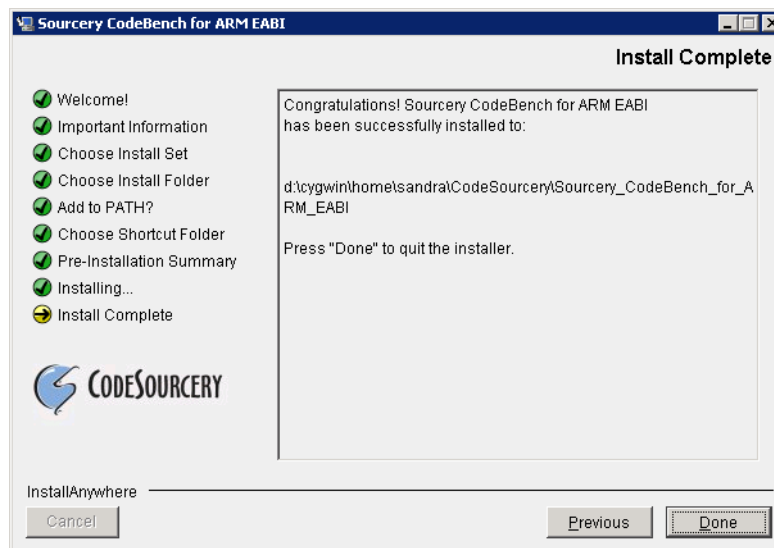 Sourcery CodeBench for ARM EABI
Install Complete
Welcome!
Important Information
Choose Install Set
Choose Install Folder
Add to PATH?
Choose Shortcut Folder
Pre-Installation Summary
Installing...
Install Complete
Congratulations! Sourcery CodeBench for ARM EABI
has been successfully installed to:
d:\cygwin\home\sandra\CodeSourcery\Sourcery_CodeBench_for_A
RM_EABI
Press "Done" to quit the installer.
CODESOURCERY
InstallAnywhere
Cancel
Previous
Done